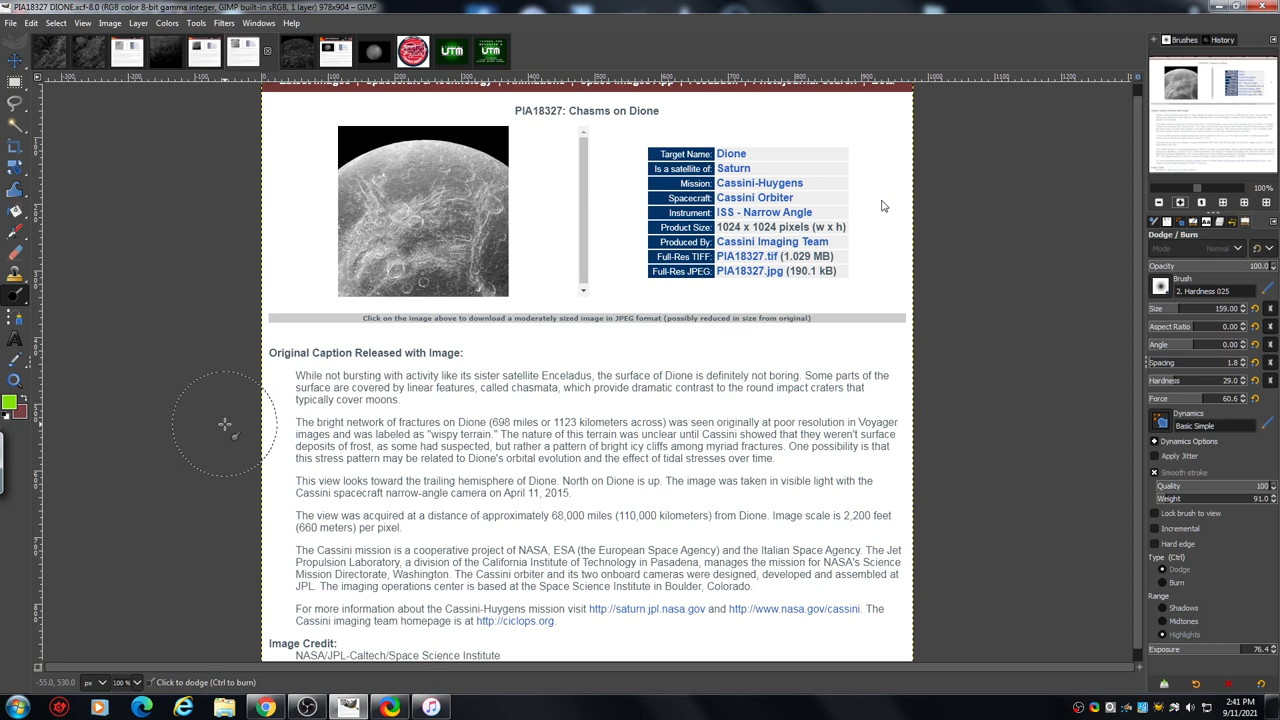 PIA18327 DIONE.xcf-8.0 (RGB color 8-bit gamma integer, GIMP built-in sRGB, 1 layer) 978x904 – GIMP
File Edit Select View Image Layer Colors Tools Filters Windows Help
UTM
Brushes History
PIA18327: Chasms on Dione
Target Name: Dione
Is a satellite of: Saturn
Mission: Cassini-Huygens
Spacecraft: Cassini Orbiter
Instrument: ISS - Narrow Angle
Product Size: 1024 x 1024 pixels (w x h)
Produced By: Cassini Imaging Team
Full-Res TIFF: PIA18327.tif (1.029 MB)
Full-Res JPEG: PIA18327.jpg (190.1 kB)
Click on the image above to download a moderately sized image in JPEG format (possibly reduced in size from original)
Original Caption Released with Image:
While not bursting with activity like its sister satellite Enceladus, the surface of Dione is definitely not boring. Some parts of the
surface are covered by linear features, called chasmata, which provide dramatic contrast to the round impact craters that
typically cover moons.
The bright network of fractures on Dione (698 miles or 1123 kilometers across) was seen originally at poor resolution in Voyager
images and was labeled as "wispy terrain." The nature of this terrain was unclear until Cassini showed that they weren't surface
deposits of frost, as some had suspected, but rather a pattern of bright icy cliffs among myriad fractures. One possibility is that
this stress pattern may be related to Dione's orbital evolution and the effect of tidal stresses over time.
This view looks toward the trailing hemisphere of Dione. North on Dione is up. The image was taken in visible light with the
Cassini spacecraft narrow-angle camera on April 11, 2015.
The view was acquired at a distance of approximately 68,000 miles (110,000 kilometers) from Dione. Image scale is 2,200 feet
(660 meters) per pixel.
The Cassini mission is a cooperative project of NASA, ESA (the European Space Agency) and the Italian Space Agency. The Jet
Propulsion Laboratory, a division of the California Institute of Technology in Pasadena, manages the mission for NASA's Science
Mission Directorate, Washington. The Cassini orbiter and its two onboard cameras were designed, developed and assembled at
JPL. The imaging operations center is based at the Space Science Institute in Boulder, Colorado.
For more information about the Cassini-Huygens mission visit http://saturn.jpl.nasa.gov and http://www.nasa.gov/cassini. The
Cassini imaging team homepage is at http://ciclops.org.
Image Credit:
NASA/JPL-Caltech/Space Science Institute
100%
Dodge / Burn
Mode Normal
Opacity 100.0
Brush
2. Hardness 025
Size 159.00
Aspect Ratio 0.00
Angle 0.00
Spacing 1.8
Hardness 29.0
Force 60.6
Dynamics
Basic Simple
Dynamics Options
Apply Jitter
Smooth stroke
Quality 100
Weight 91.0
Lock brush to view
Incremental
Hard edge
Type (Ctrl)
Dodge
Burn
Range
Shadows
Midtones
Highlights
Exposure 76.4
-55.0, 530.0 px 100 % Click to dodge (Ctrl to burn)
2:41 PM
9/11/2021